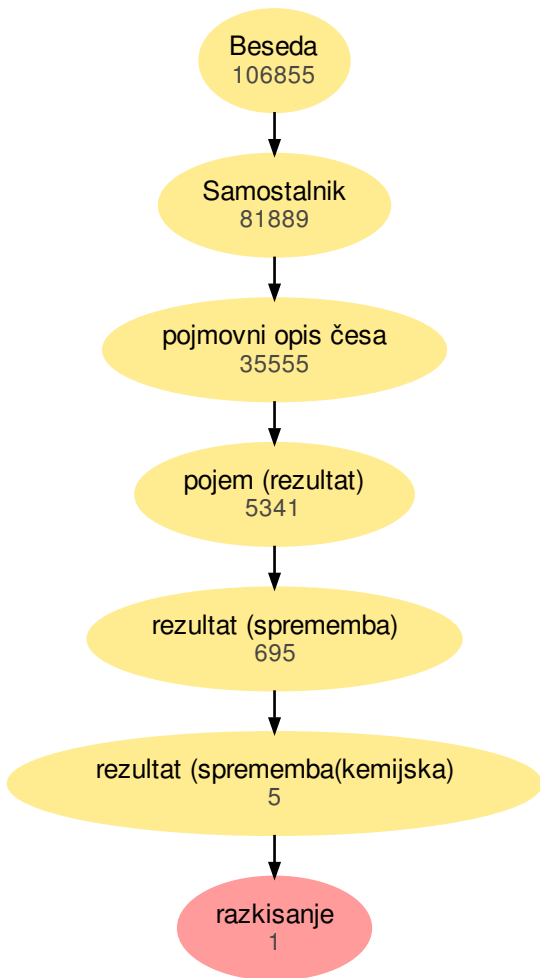 Beseda
106855
Samostalnik
81889
pojmovni opis česa
35555
pojem (rezultat)
5341
rezultat (sprememba)
695
rezultat (sprememba(kemijska)
5
razkisanje
1